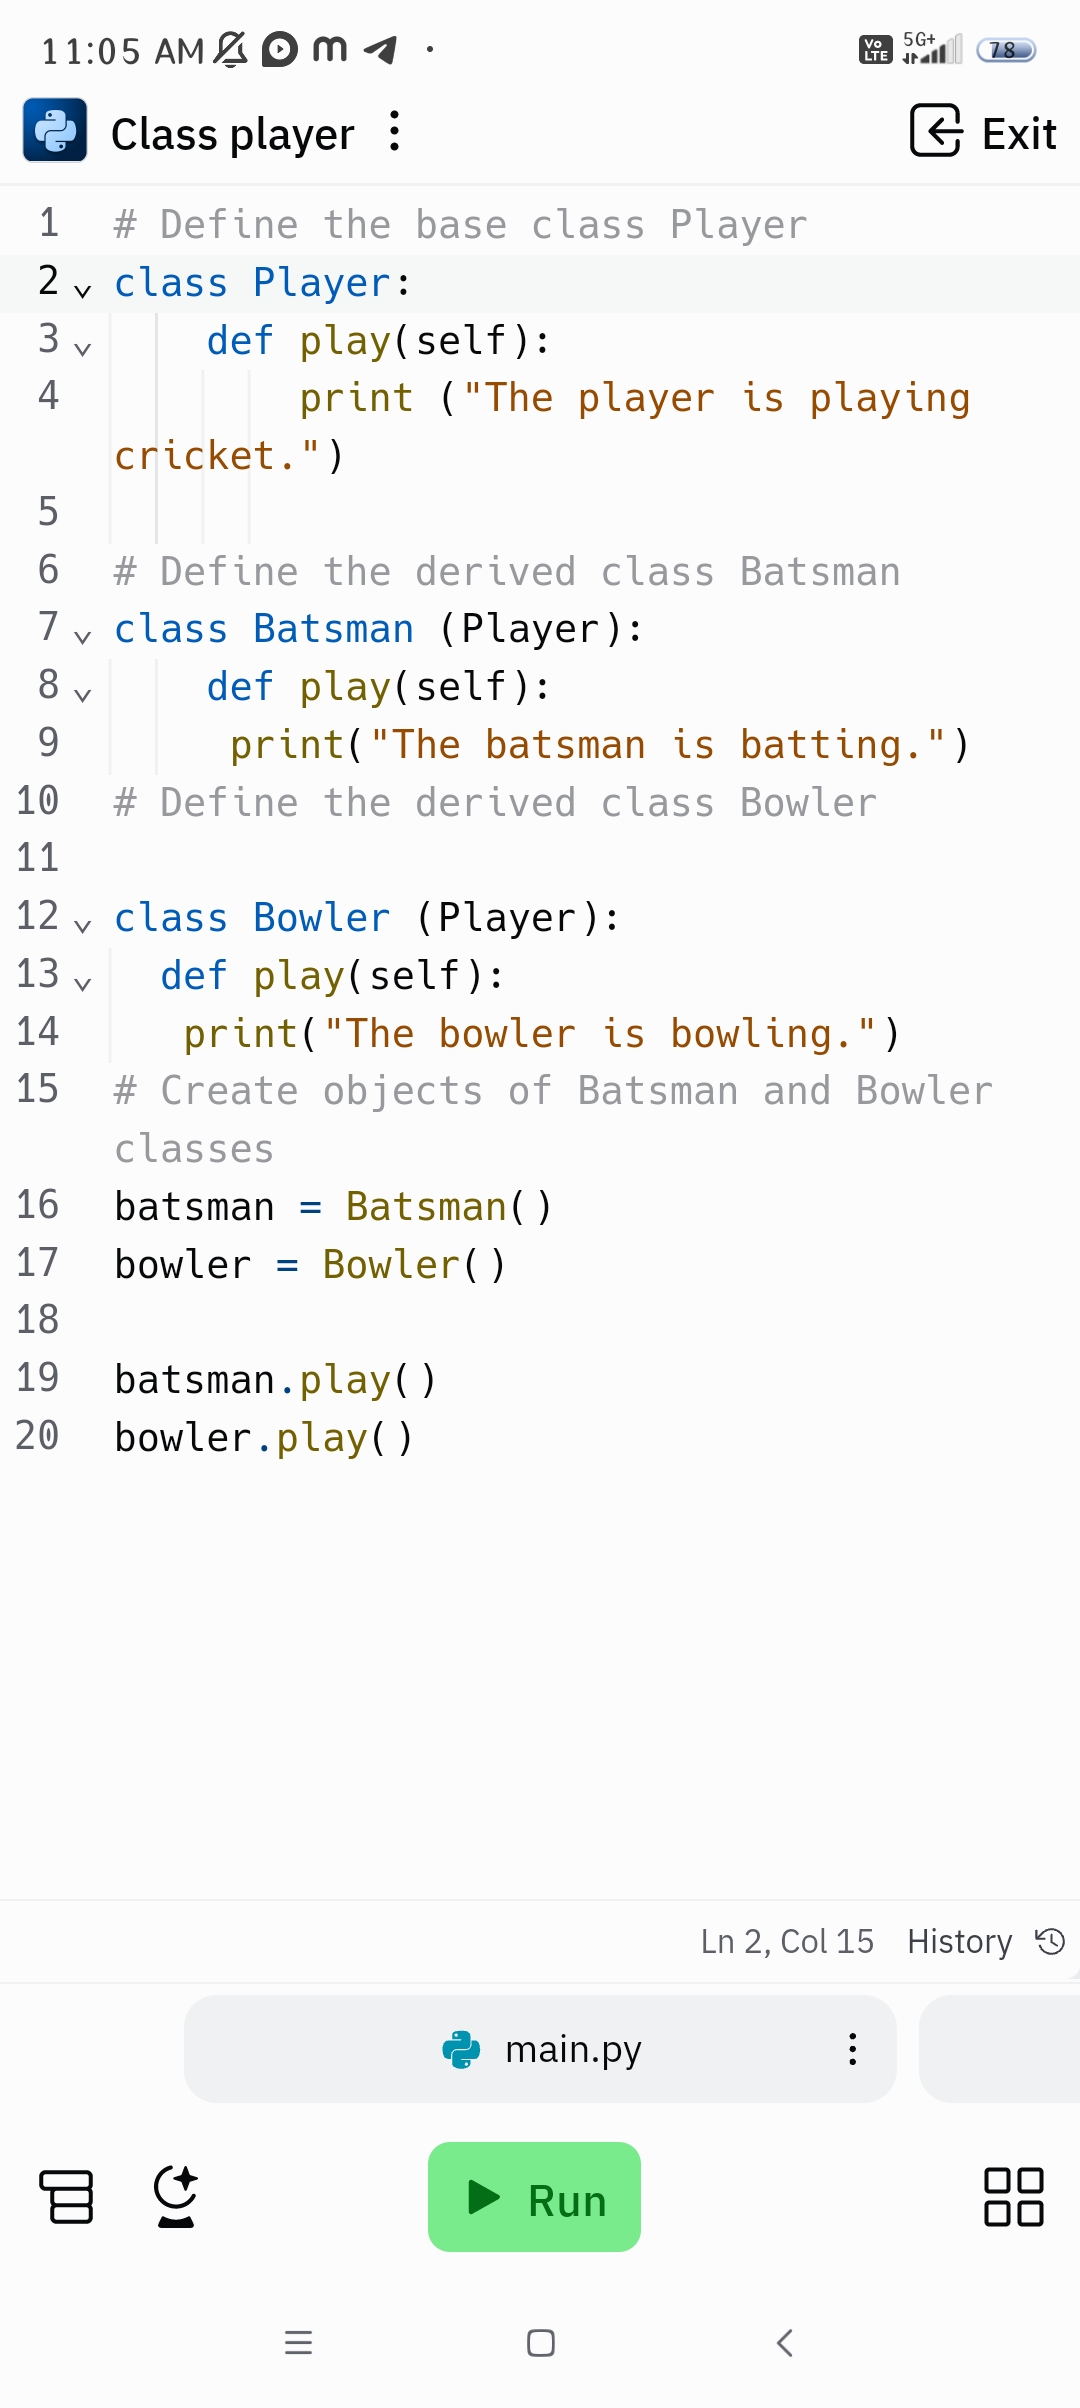 11:05 AM
Vo LTE 5G+ 78
Class player
Exit
1 # Define the base class Player
2 class Player:
3     def play(self):
4         print ("The player is playing
cricket.")
5
6 # Define the derived class Batsman
7 class Batsman (Player):
8     def play(self):
9      print("The batsman is batting.")
10 # Define the derived class Bowler
11
12 class Bowler (Player):
13   def play(self):
14    print("The bowler is bowling.")
15 # Create objects of Batsman and Bowler
classes
16 batsman = Batsman()
17 bowler = Bowler()
18
19 batsman.play()
20 bowler.play()
Ln 2, Col 15 History
main.py
Run